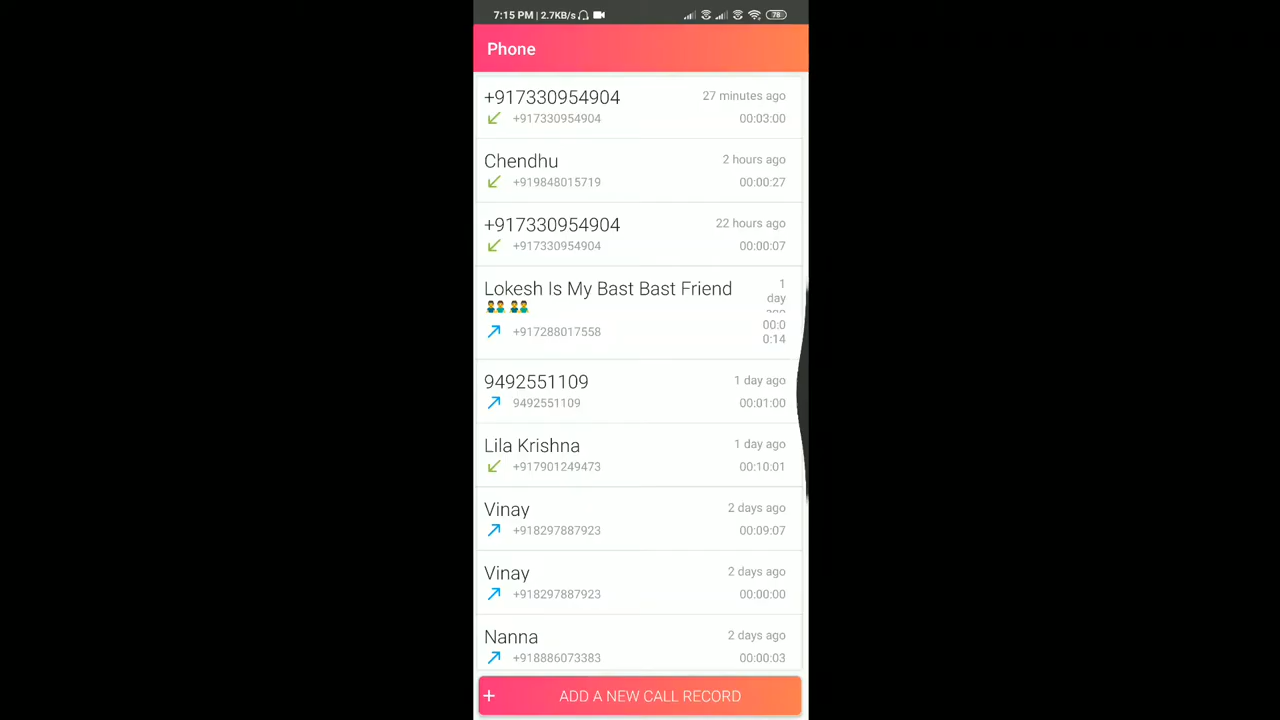 7:15 PM | 2.7KB/s 78
Phone
+917330954904 27 minutes ago
+917330954904 00:03:00
Chendhu 2 hours ago
+919848015719 00:00:27
+917330954904 22 hours ago
+917330954904 00:00:07
Lokesh Is My Bast Bast Friend 1
day
ago
+917288017558 00:0
0:14
9492551109 1 day ago
9492551109 00:01:00
Lila Krishna 1 day ago
+917901249473 00:10:01
Vinay 2 days ago
+918297887923 00:09:07
Vinay 2 days ago
+918297887923 00:00:00
Nanna 2 days ago
+918886073383 00:00:03
+ ADD A NEW CALL RECORD